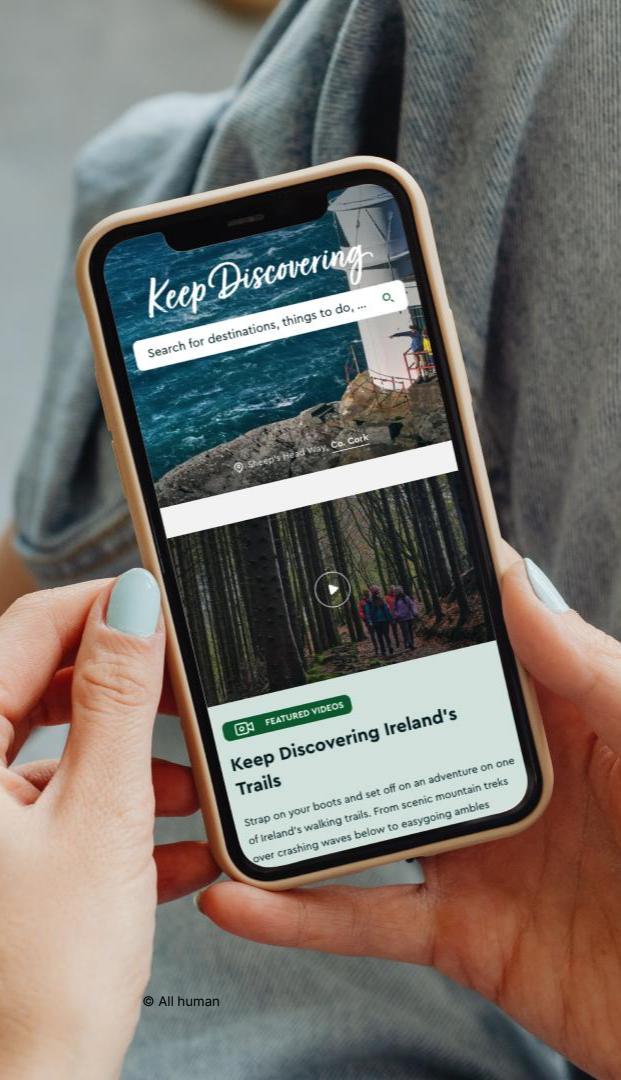 Keep Discovering
Search for destinations, things to do, ...
Sheep's Head Way, Co. Cork
FEATURED VIDEOS
Keep Discovering Ireland's
Trails
Strap on your boots and set off on an adventure on one
of Ireland's walking trails. From scenic mountain treks
over crashing waves below to easygoing ambles
© All human